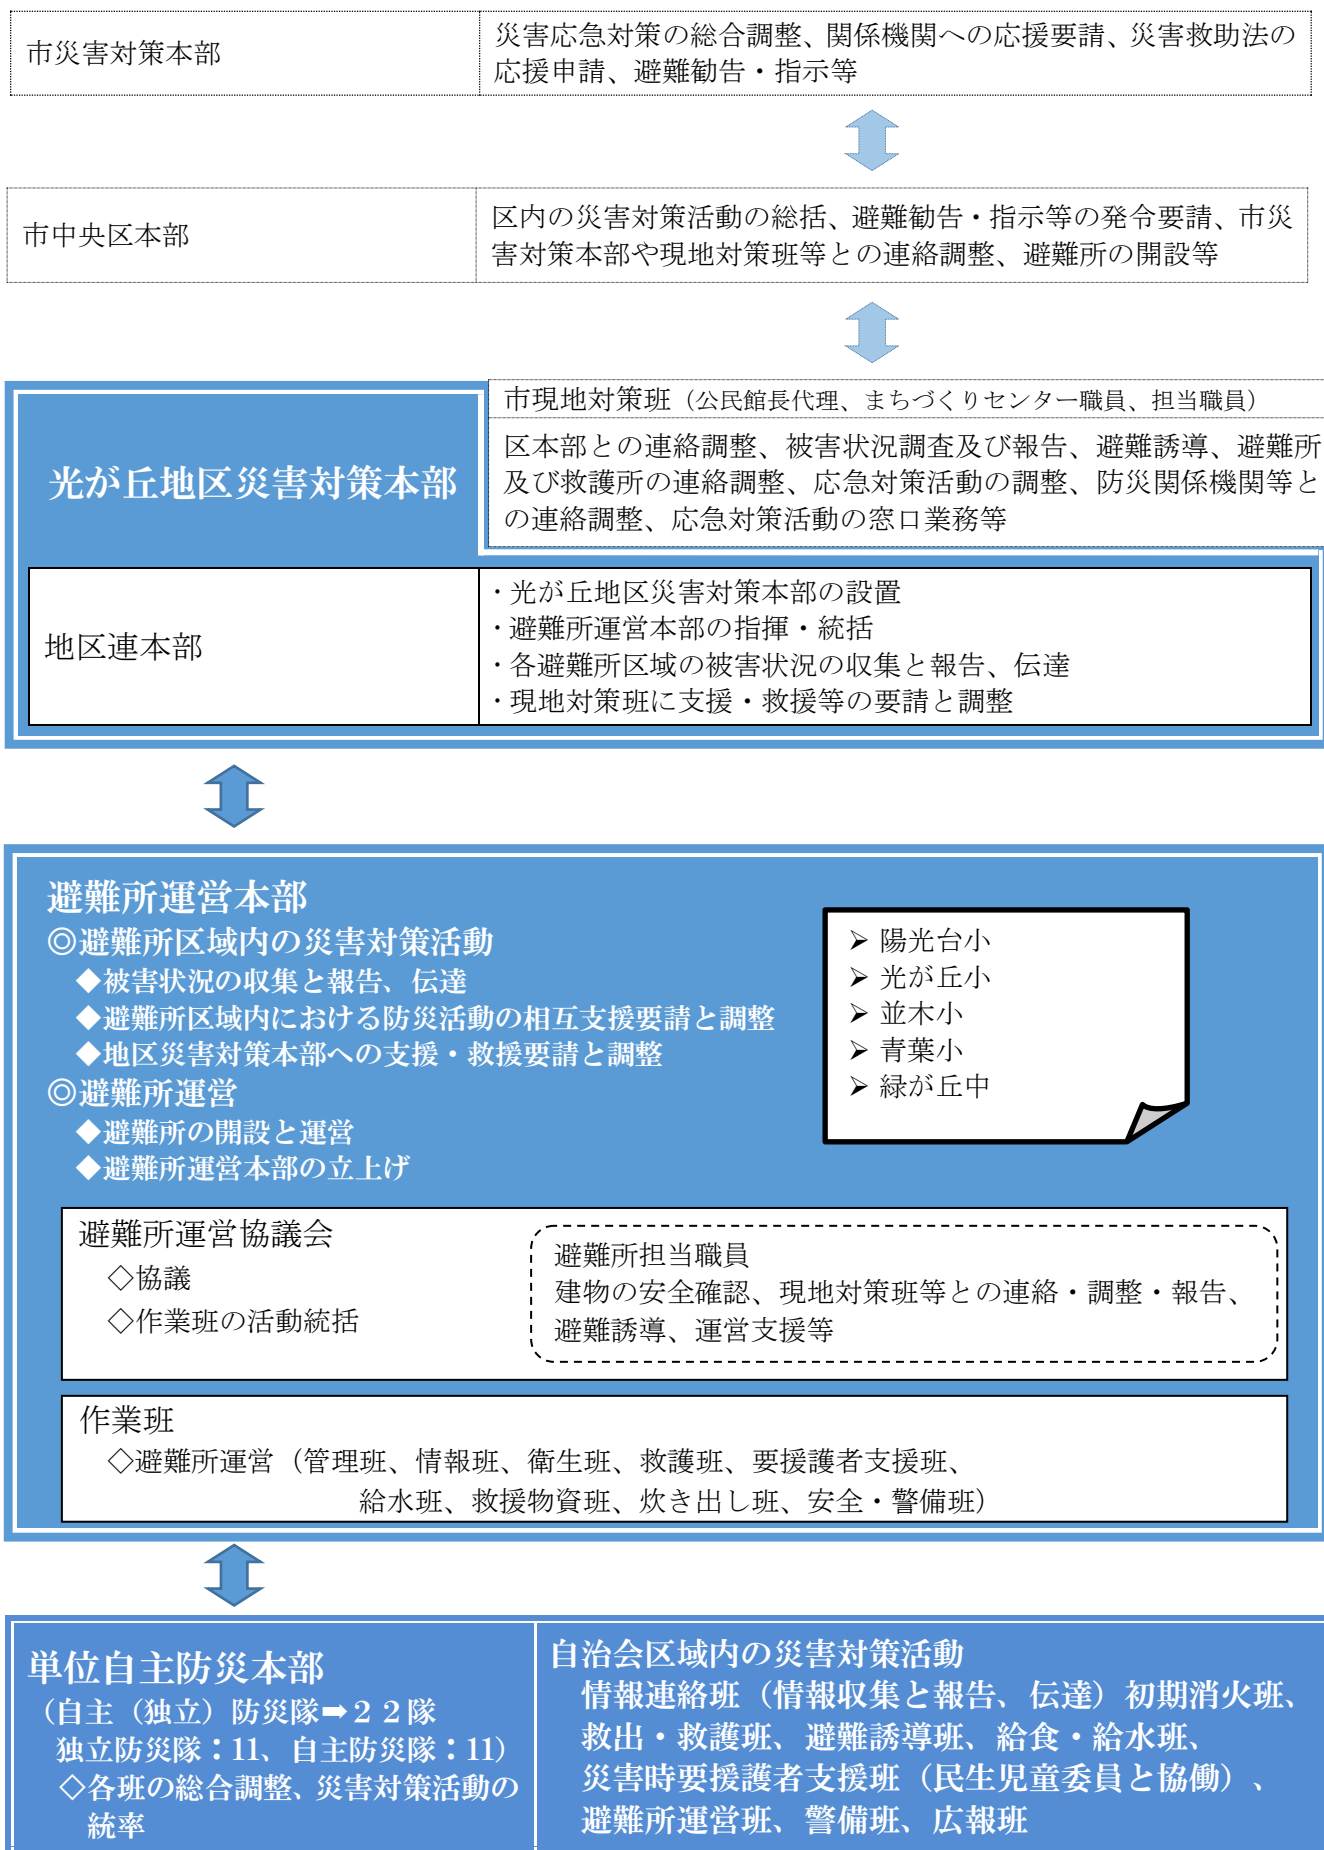 市災害対策本部
災害応急対策の総合調整、関係機関への応援要請、災害救助法の
応援申請、避難勧告・指示等
市中央区本部
区内の災害対策活動の総括、避難勧告・指示等の発令要請、市災
害対策本部や現地対策班等との連絡調整、避難所の開設等
光が丘地区災害対策本部
市現地対策班（公民館長代理、まちづくりセンター職員、担当職員）
区本部との連絡調整、被害状況調査及び報告、避難誘導、避難所
及び救護所の連絡調整、応急対策活動の調整、防災関係機関等と
の連絡調整、応急対策活動の窓口業務等
地区連本部
・光が丘地区災害対策本部の設置
・避難所運営本部の指揮・統括
・各避難所区域の被害状況の収集と報告、伝達
・現地対策班に支援・救援等の要請と調整
避難所運営本部
◎避難所区域内の災害対策活動
◆被害状況の収集と報告、伝達
◆避難所区域内における防災活動の相互支援要請と調整
◆地区災害対策本部への支援・救援要請と調整
◎避難所運営
◆避難所の開設と運営
◆避難所運営本部の立上げ
➢ 陽光台小
➢ 光が丘小
➢ 並木小
➢ 青葉小
➢ 緑が丘中
避難所運営協議会
◇協議
◇作業班の活動統括
避難所担当職員
建物の安全確認、現地対策班等との連絡・調整・報告、
避難誘導、運営支援等
作業班
◇避難所運営（管理班、情報班、衛生班、救護班、要援護者支援班、
給水班、救援物資班、炊き出し班、安全・警備班）
単位自主防災本部
（自主（独立）防災隊➡２２隊
独立防災隊：11、自主防災隊：11）
◇各班の総合調整、災害対策活動の
統率
自治会区域内の災害対策活動
情報連絡班（情報収集と報告、伝達）初期消火班、
救出・救護班、避難誘導班、給食・給水班、
災害時要援護者支援班（民生児童委員と協働）、
避難所運営班、警備班、広報班